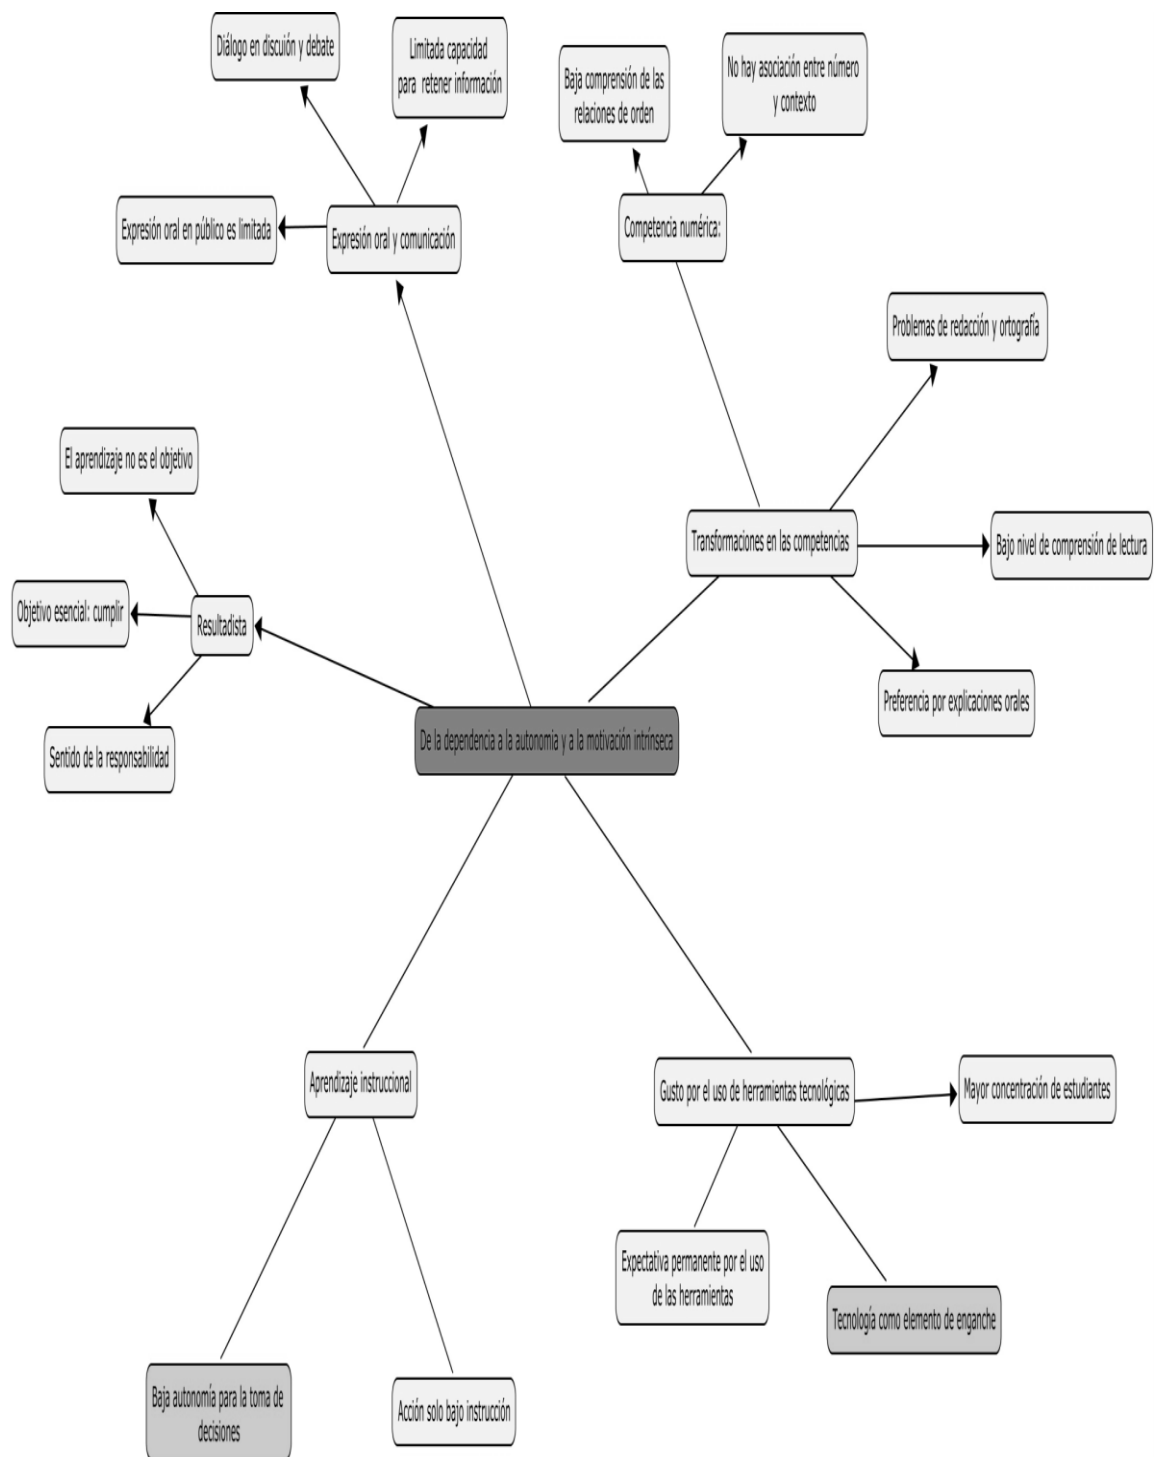 Diálogo en discuión y debate
Limitada capacidad
para retener información
Baja comprensión de las
relaciones de orden
No hay asociación entre número
y contexto
Expresión oral en público es limitada
Expresión oral y comunicación
Competencia numérica:
Problemas de redacción y ortografía
El aprendizaje no es el objetivo
Transformaciones en las competencias
Bajo nivel de comprensión de lectura
Objetivo esencial: cumplir
Resultadista
Preferencia por explicaciones orales
Sentido de la responsabilidad
De la dependencia a la autonomia y a la motivación intrínseca
Aprendizaje instruccional
Gusto por el uso de herramientas tecnológicas
Mayor concentración de estudiantes
Expectativa permanente por el uso
de las herramientas
Tecnología como elemento de enganche
Baja autonomía para la toma de
decisiones
Acción solo bajo instrucción